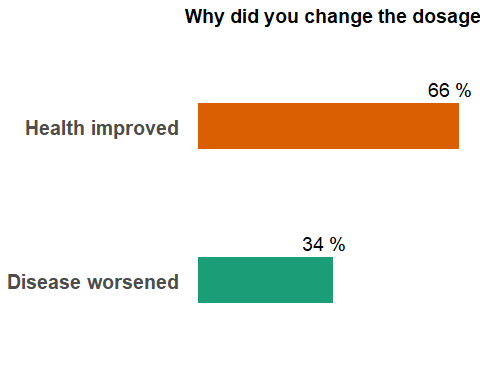 Why did you change the dosage
66 %
Health improved
34 %
Disease worsened